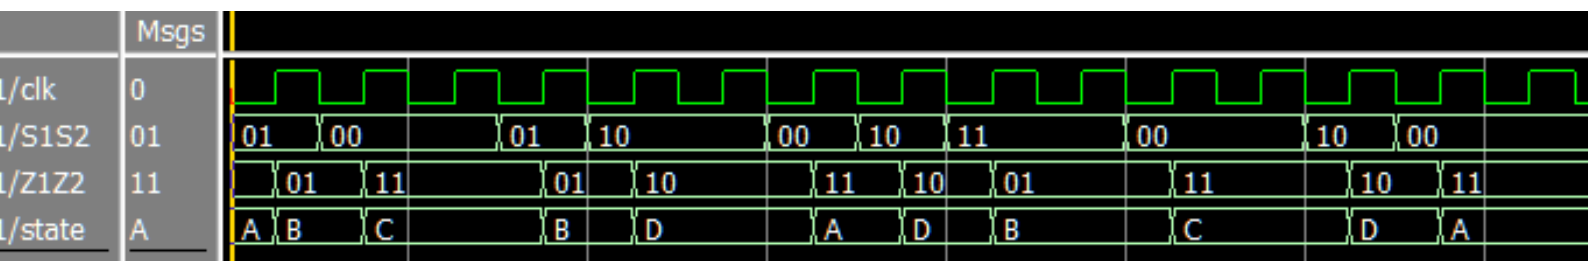 Msgs
1/clk 0
1/S1S2 01 01 00 01 10 00 10 11 00 10 00
1/Z1Z2 11 01 11 01 10 11 10 01 11 10 11
1/state A A B C B D A D B C D A